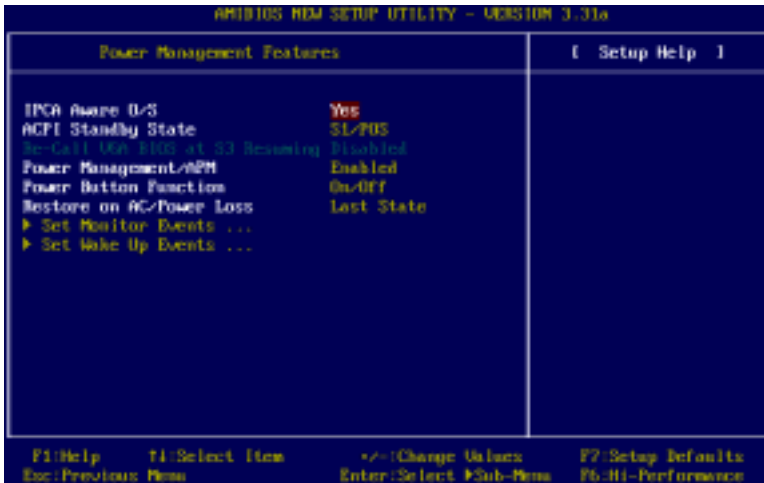 AMIBIOS NEW SETUP UTILITY - VERSION 3.31a
Power Management Features
[ Setup Help ]
IPCA Aware O/S Yes
ACPI Standby State S1/POS
Re-Call VGA BIOS at S3 Resuming Disabled
Power Management/APM Enabled
Power Button Function On/Off
Restore on AC/Power Loss Last State
▶ Set Monitor Events ...
▶ Set Wake Up Events ...
F1:Help ↑↓:Select Item +/-:Change Values F7:Setup Defaults
Esc:Previous Menu Enter:Select ▶Sub-Menu F6:Hi-Performance